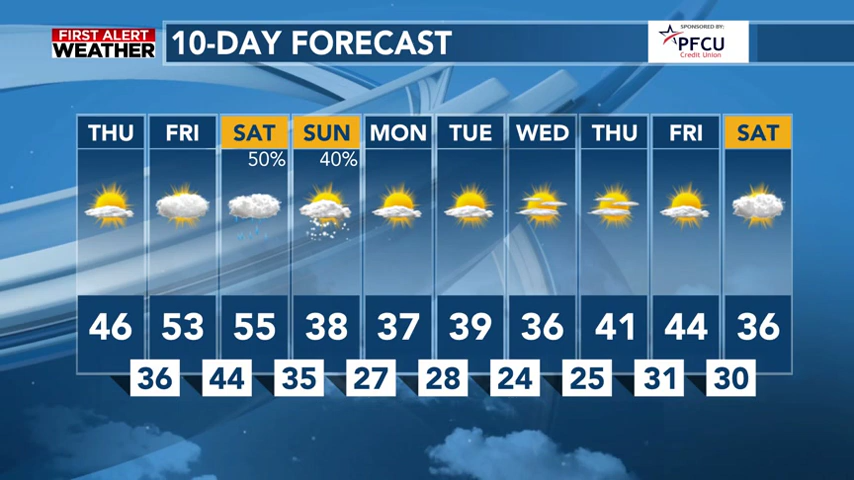 FIRST ALERT
WEATHER
10-DAY FORECAST
SPONSORED BY:
PFCU
Credit Union
THU FRI SAT SUN MON TUE WED THU FRI SAT
50% 40%
46 53 55 38 37 39 36 41 44 36
36 44 35 27 28 24 25 31 30